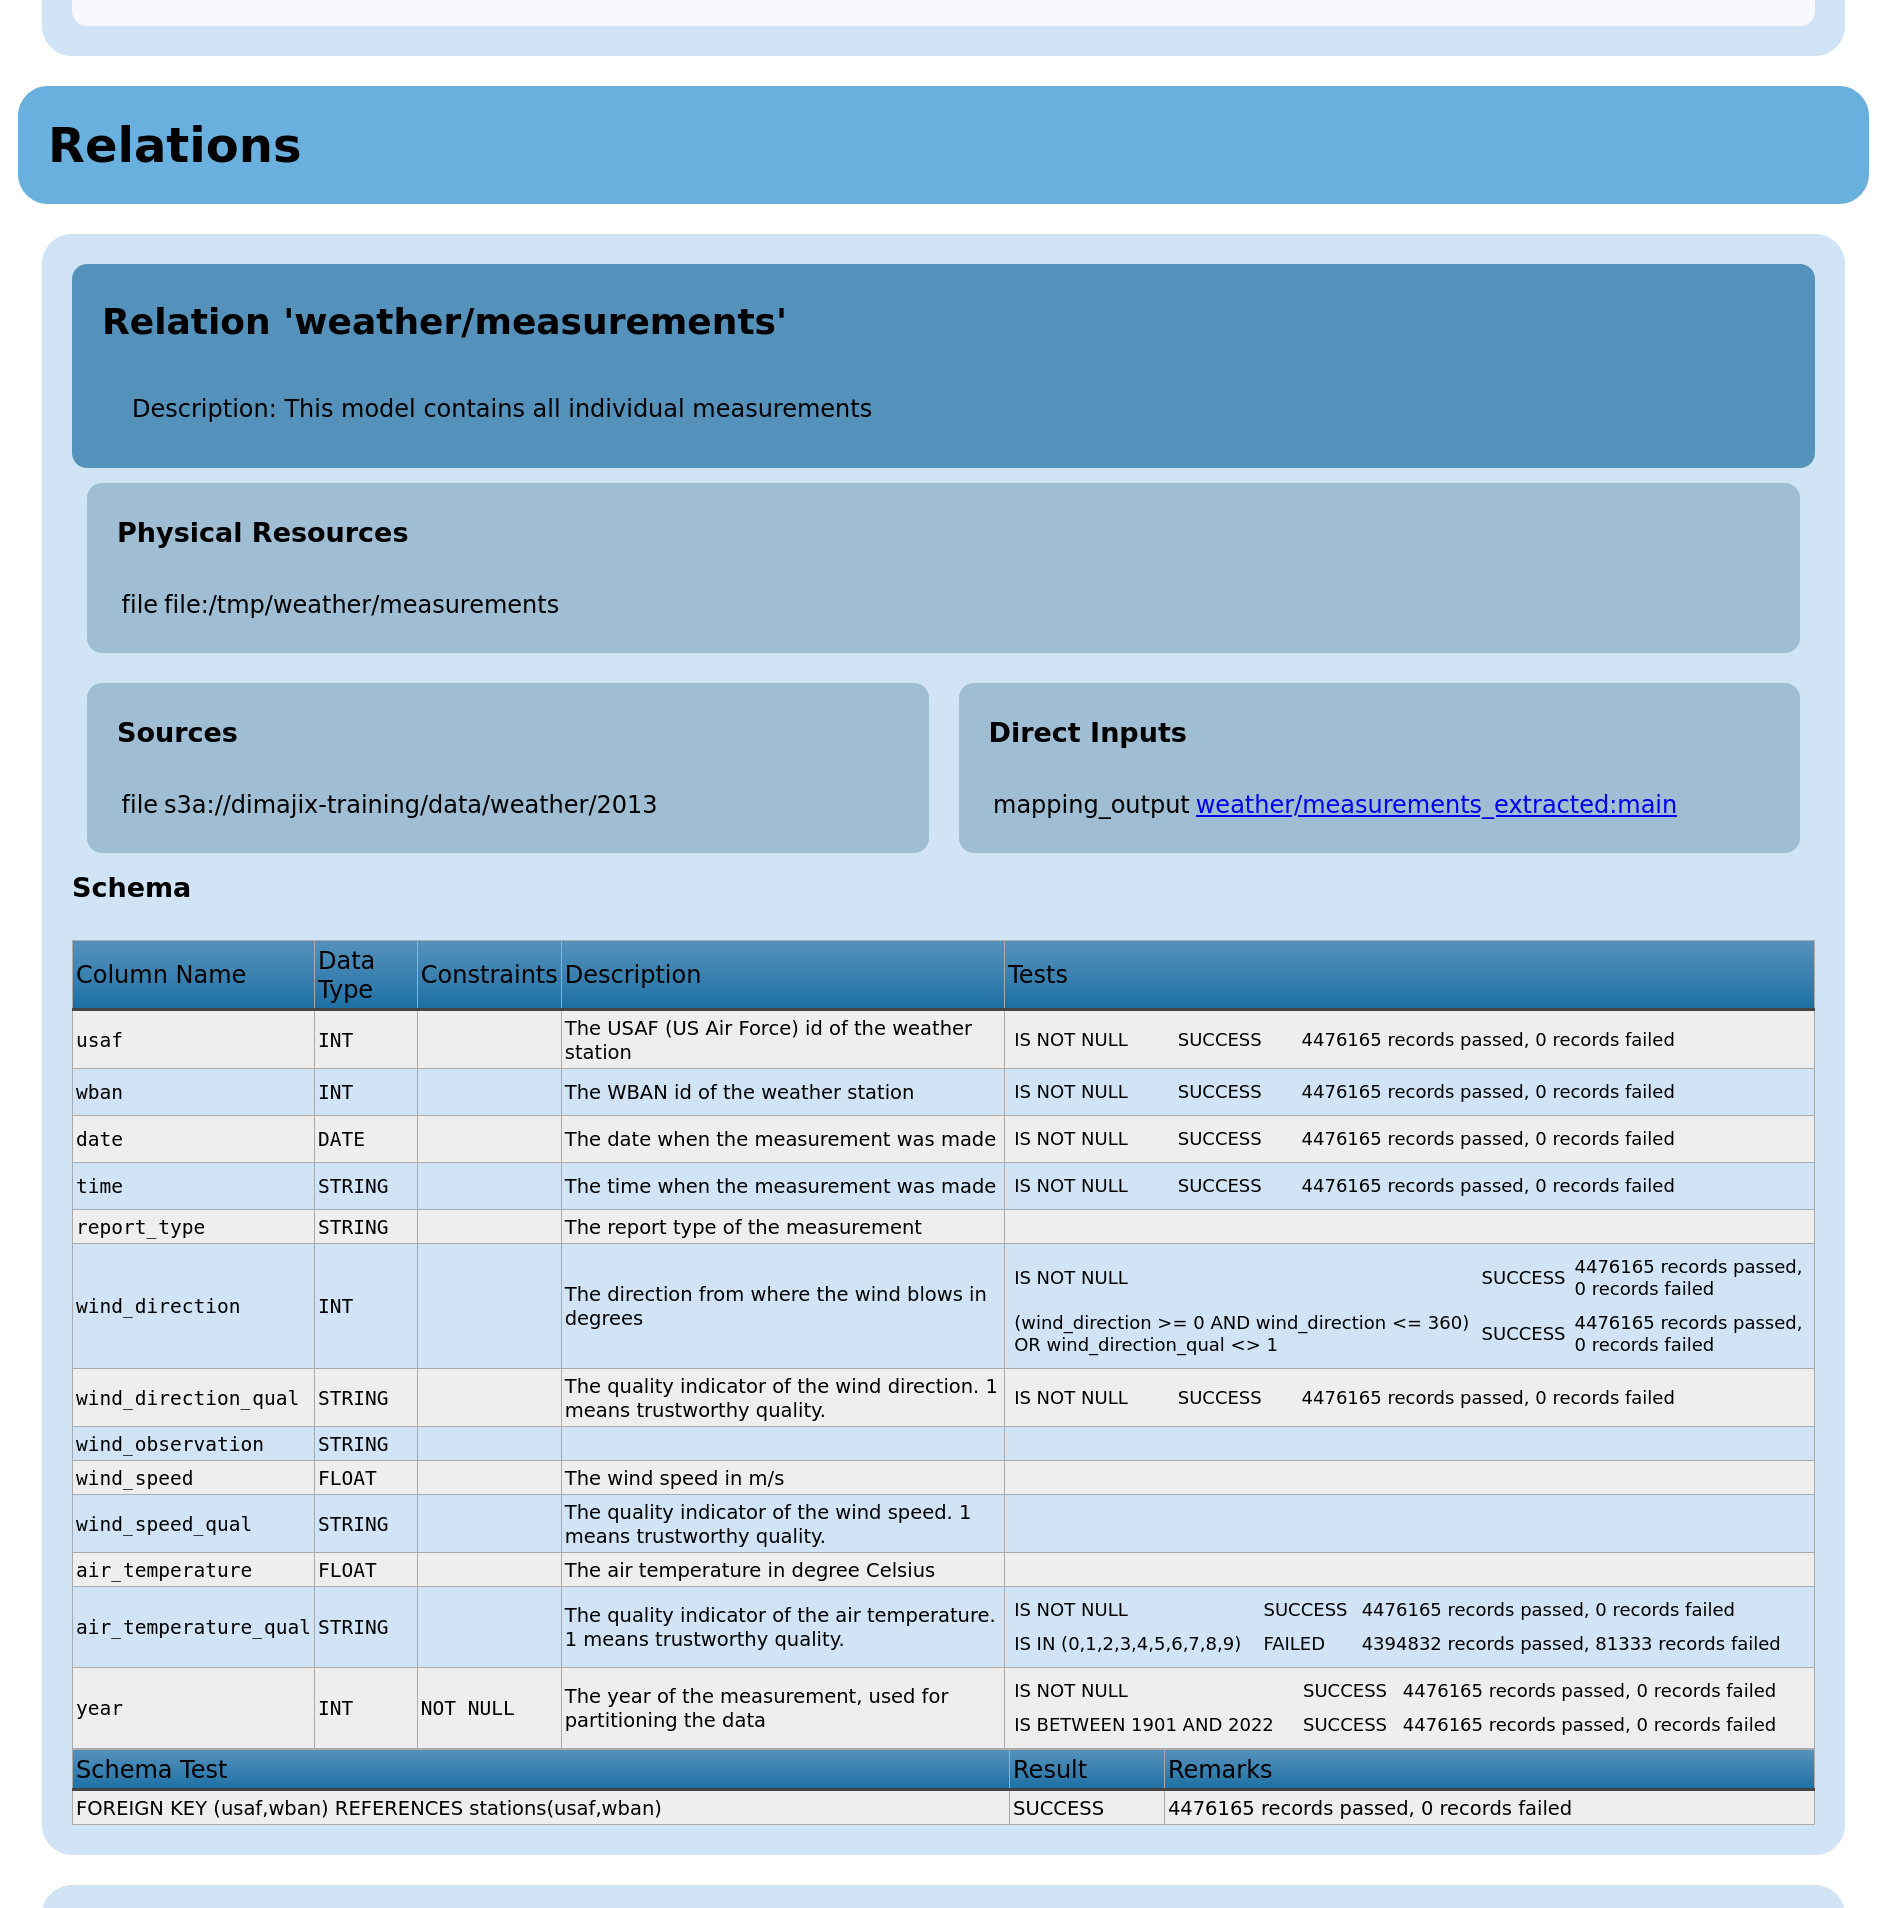 Relations
Relation 'weather/measurements'
Description: This model contains all individual measurements
Physical Resources
file file:/tmp/weather/measurements
Sources
file s3a://dimajix-training/data/weather/2013
Direct Inputs
mapping_output weather/measurements_extracted:main
Schema
Column Name Data Type Constraints Description Tests
usaf INT The USAF (US Air Force) id of the weather station IS NOT NULL SUCCESS 4476165 records passed, 0 records failed
wban INT The WBAN id of the weather station IS NOT NULL SUCCESS 4476165 records passed, 0 records failed
date DATE The date when the measurement was made IS NOT NULL SUCCESS 4476165 records passed, 0 records failed
time STRING The time when the measurement was made IS NOT NULL SUCCESS 4476165 records passed, 0 records failed
report_type STRING The report type of the measurement
wind_direction INT The direction from where the wind blows in degrees IS NOT NULL SUCCESS 4476165 records passed, 0 records failed
(wind_direction >= 0 AND wind_direction <= 360) OR wind_direction_qual <> 1 SUCCESS 4476165 records passed, 0 records failed
wind_direction_qual STRING The quality indicator of the wind direction. 1 means trustworthy quality. IS NOT NULL SUCCESS 4476165 records passed, 0 records failed
wind_observation STRING
wind_speed FLOAT The wind speed in m/s
wind_speed_qual STRING The quality indicator of the wind speed. 1 means trustworthy quality.
air_temperature FLOAT The air temperature in degree Celsius
air_temperature_qual STRING The quality indicator of the air temperature. 1 means trustworthy quality. IS NOT NULL SUCCESS 4476165 records passed, 0 records failed
IS IN (0,1,2,3,4,5,6,7,8,9) FAILED 4394832 records passed, 81333 records failed
year INT NOT NULL The year of the measurement, used for partitioning the data IS NOT NULL SUCCESS 4476165 records passed, 0 records failed
IS BETWEEN 1901 AND 2022 SUCCESS 4476165 records passed, 0 records failed
Schema Test Result Remarks
FOREIGN KEY (usaf,wban) REFERENCES stations(usaf,wban) SUCCESS 4476165 records passed, 0 records failed